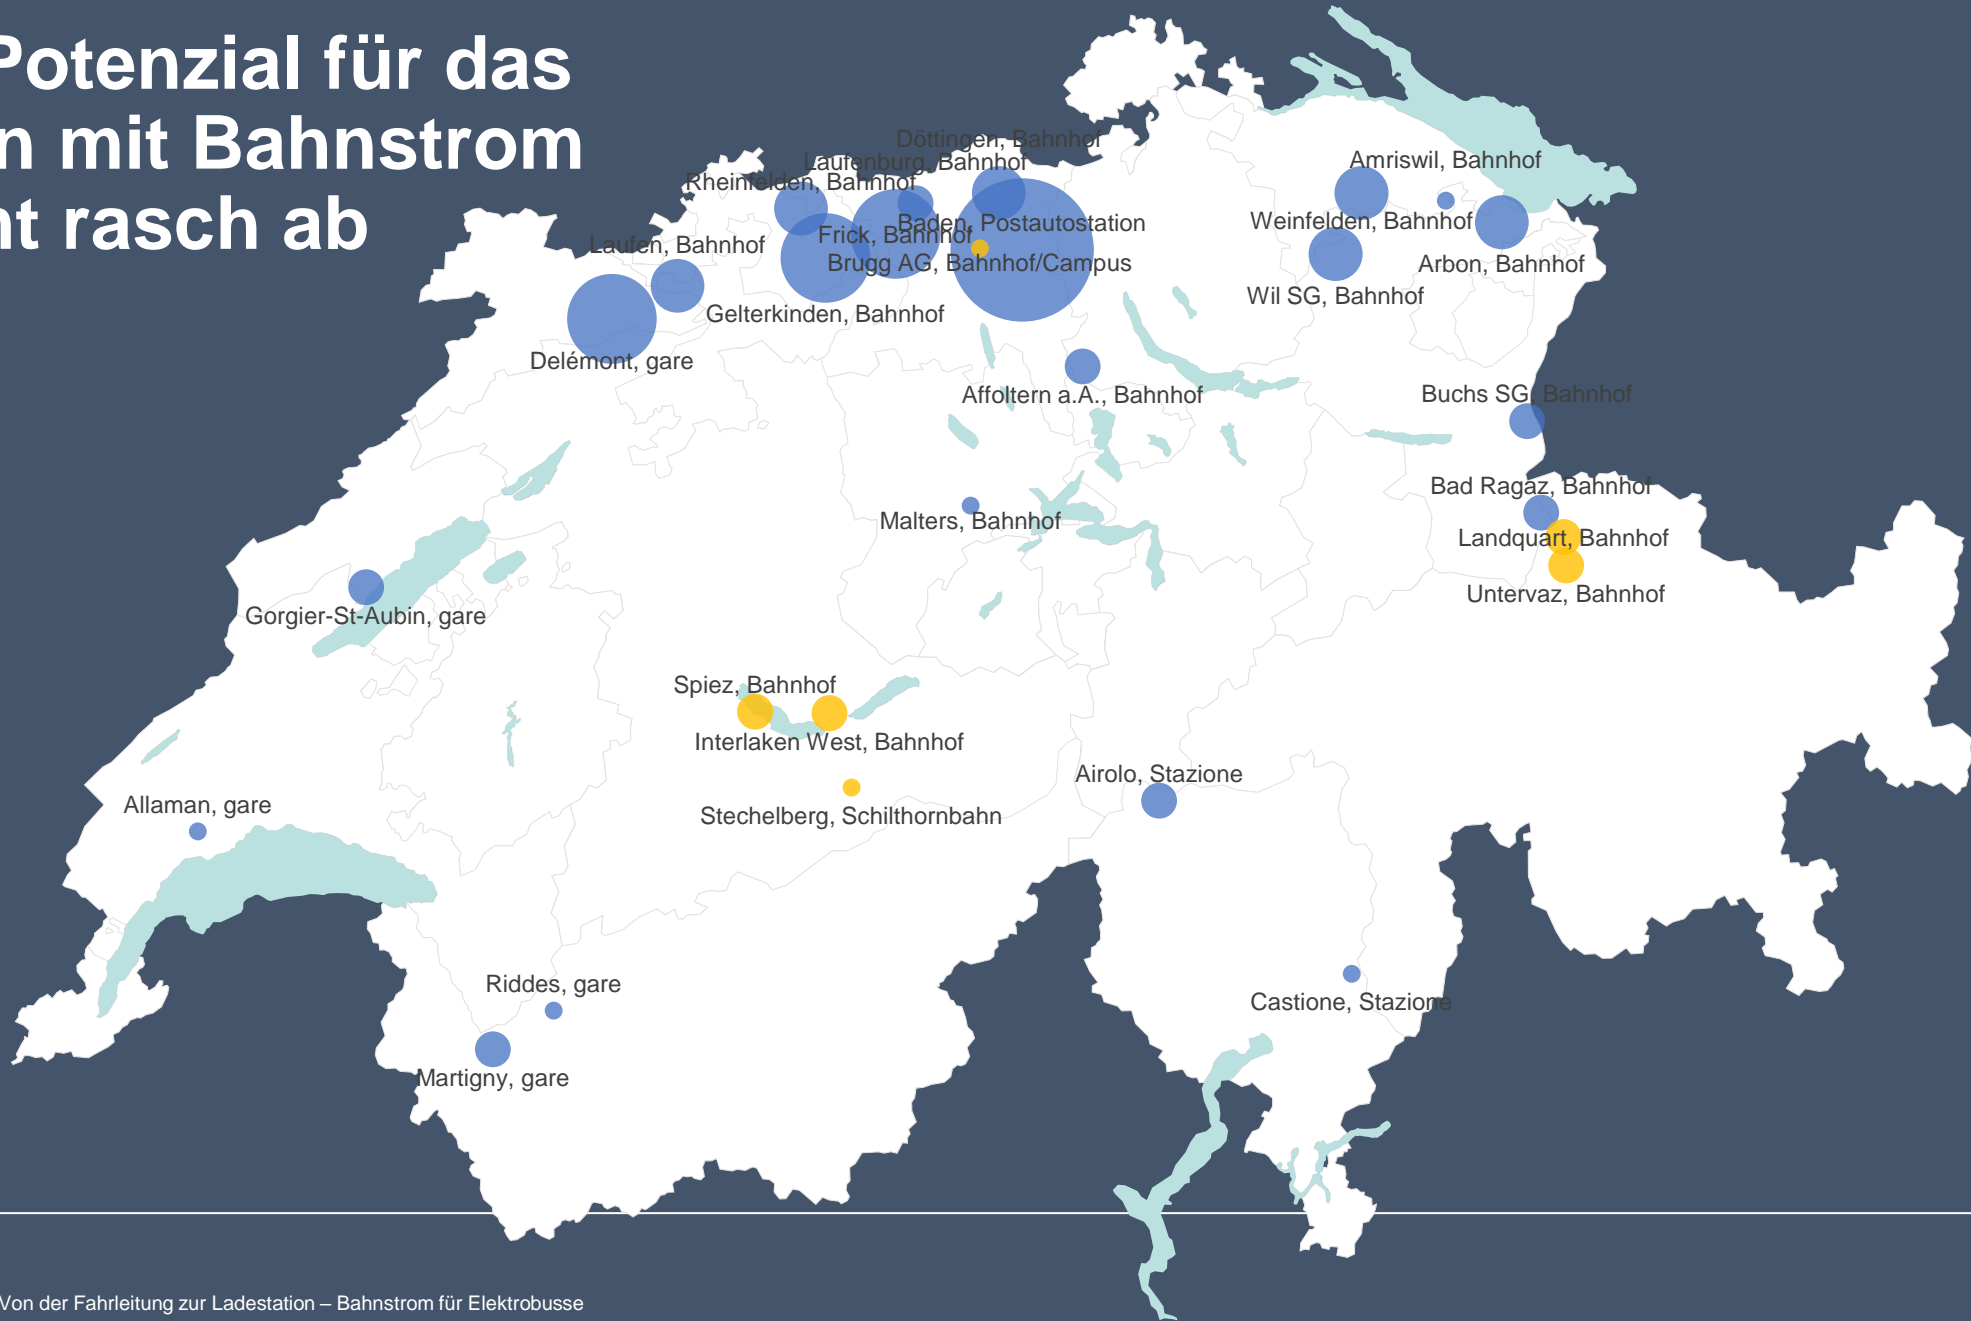 Potenzial für das
n mit Bahnstrom
nt rasch ab
Döttingen, Bahnhof
Laufenburg, Bahnhof
Rheinfelden, Bahnhof
Amriswil, Bahnhof
Baden, Postautostation
Weinfelden, Bahnhof
Frick, Bahnhof
Laufen, Bahnhof
Brugg AG, Bahnhof/Campus
Arbon, Bahnhof
Wil SG, Bahnhof
Gelterkinden, Bahnhof
Delémont, gare
Affoltern a.A., Bahnhof
Buchs SG, Bahnhof
Bad Ragaz, Bahnhof
Malters, Bahnhof
Landquart, Bahnhof
Untervaz, Bahnhof
Gorgier-St-Aubin, gare
Spiez, Bahnhof
Interlaken West, Bahnhof
Airolo, Stazione
Allaman, gare
Stechelberg, Schilthornbahn
Riddes, gare
Castione, Stazione
Martigny, gare
Von der Fahrleitung zur Ladestation – Bahnstrom für Elektrobusse